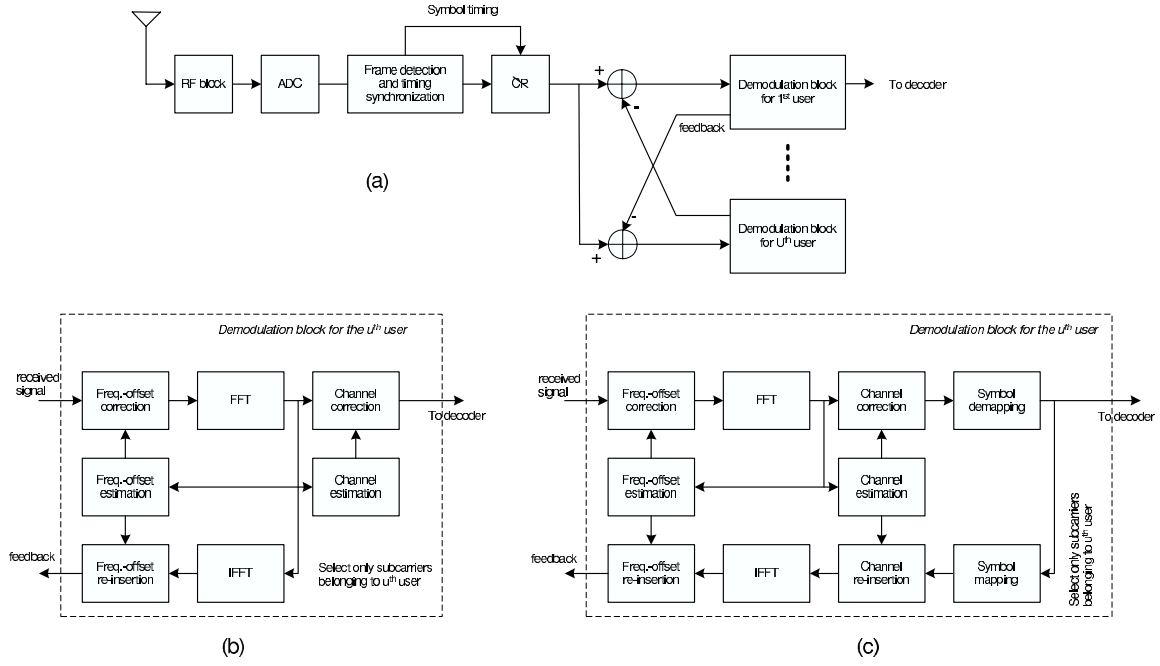 Symbol timing
RF block
ADC
Frame detection
and timing
synchronization
CR
+
-
Demodulation block
for 1st user
To decoder
feedback
(a)
-
+
Demodulation block
for Uth user
Demodulation block for the uth user
received
signal
Freq.-offset
correction
FFT
Channel
correction
To decoder
Freq.-offset
estimation
Channel
estimation
feedback
Freq.-offset
re-insertion
IFFT
Select only subcarriers
belonging to uth user
(b)
Demodulation block for the uth user
received
signal
Freq.-offset
correction
FFT
Channel
correction
Symbol
demapping
To decoder
Freq.-offset
estimation
Channel
estimation
Select only subcarriers
belonging to uth user
feedback
Freq.-offset
re-insertion
IFFT
Channel
re-insertion
Symbol
mapping
(c)